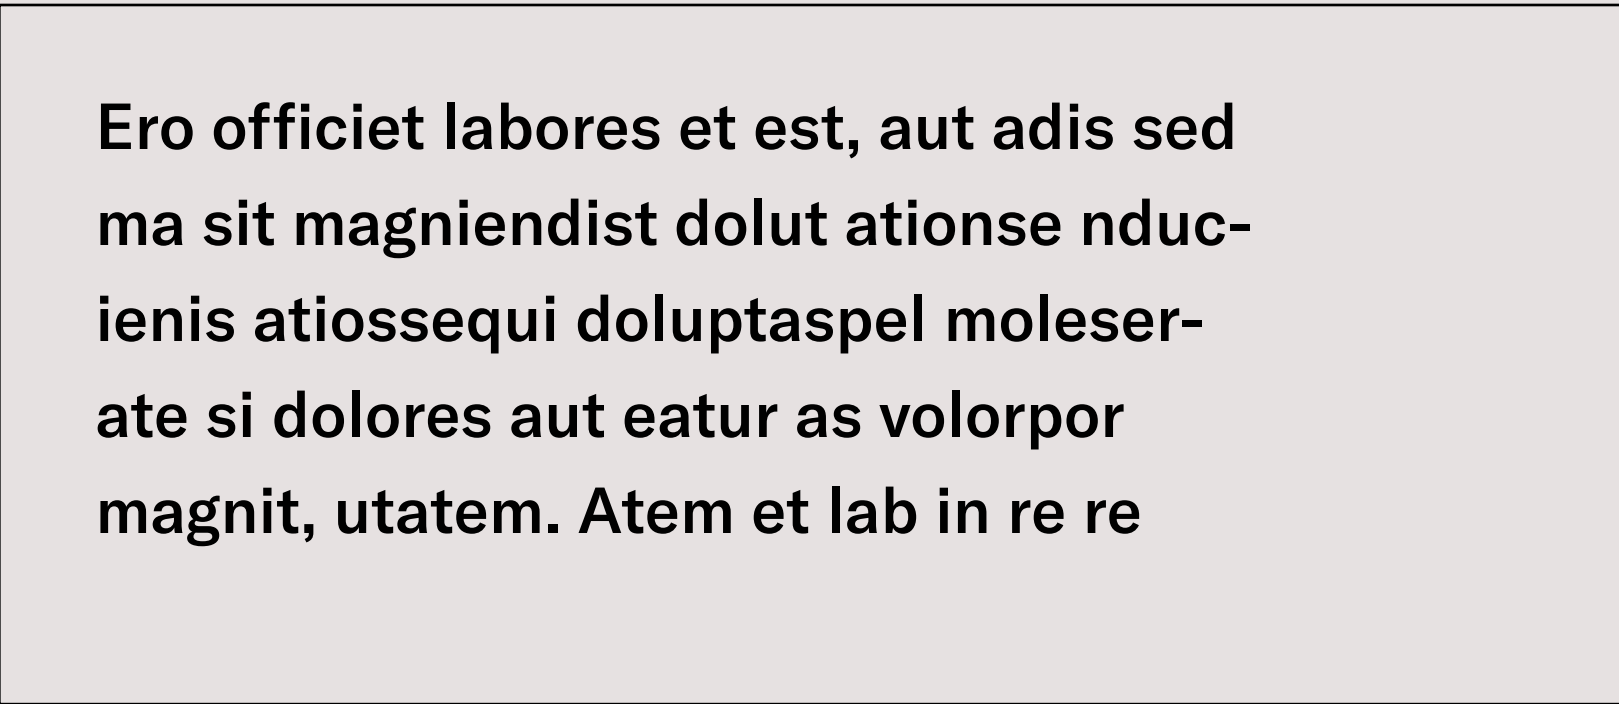 Ero officiet labores et est, aut adis sed
ma sit magniendist dolut ationse nduc-
ienis atiossequi doluptaspel moleser-
ate si dolores aut eatur as volorpor
magnit, utatem. Atem et lab in re re